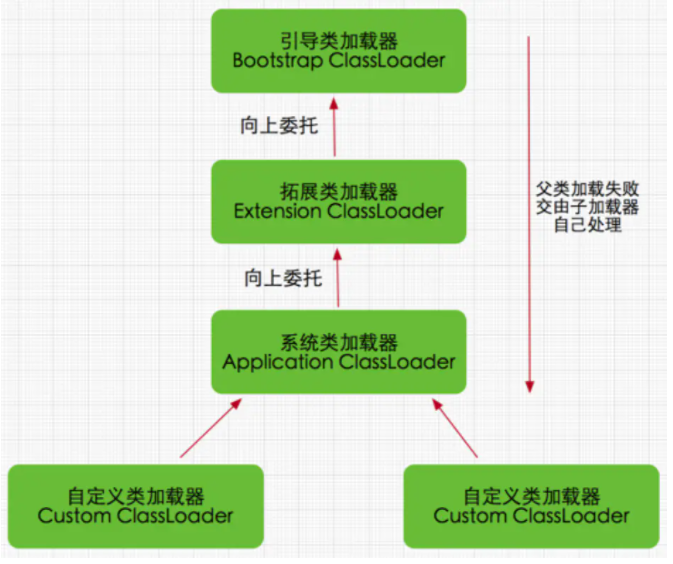 引导类加载器
Bootstrap ClassLoader
向上委托
拓展类加载器
Extension ClassLoader
父类加载失败
交由子加载器
自己处理
向上委托
系统类加载器
Application ClassLoader
自定义类加载器
Custom ClassLoader
自定义类加载器
Custom ClassLoader